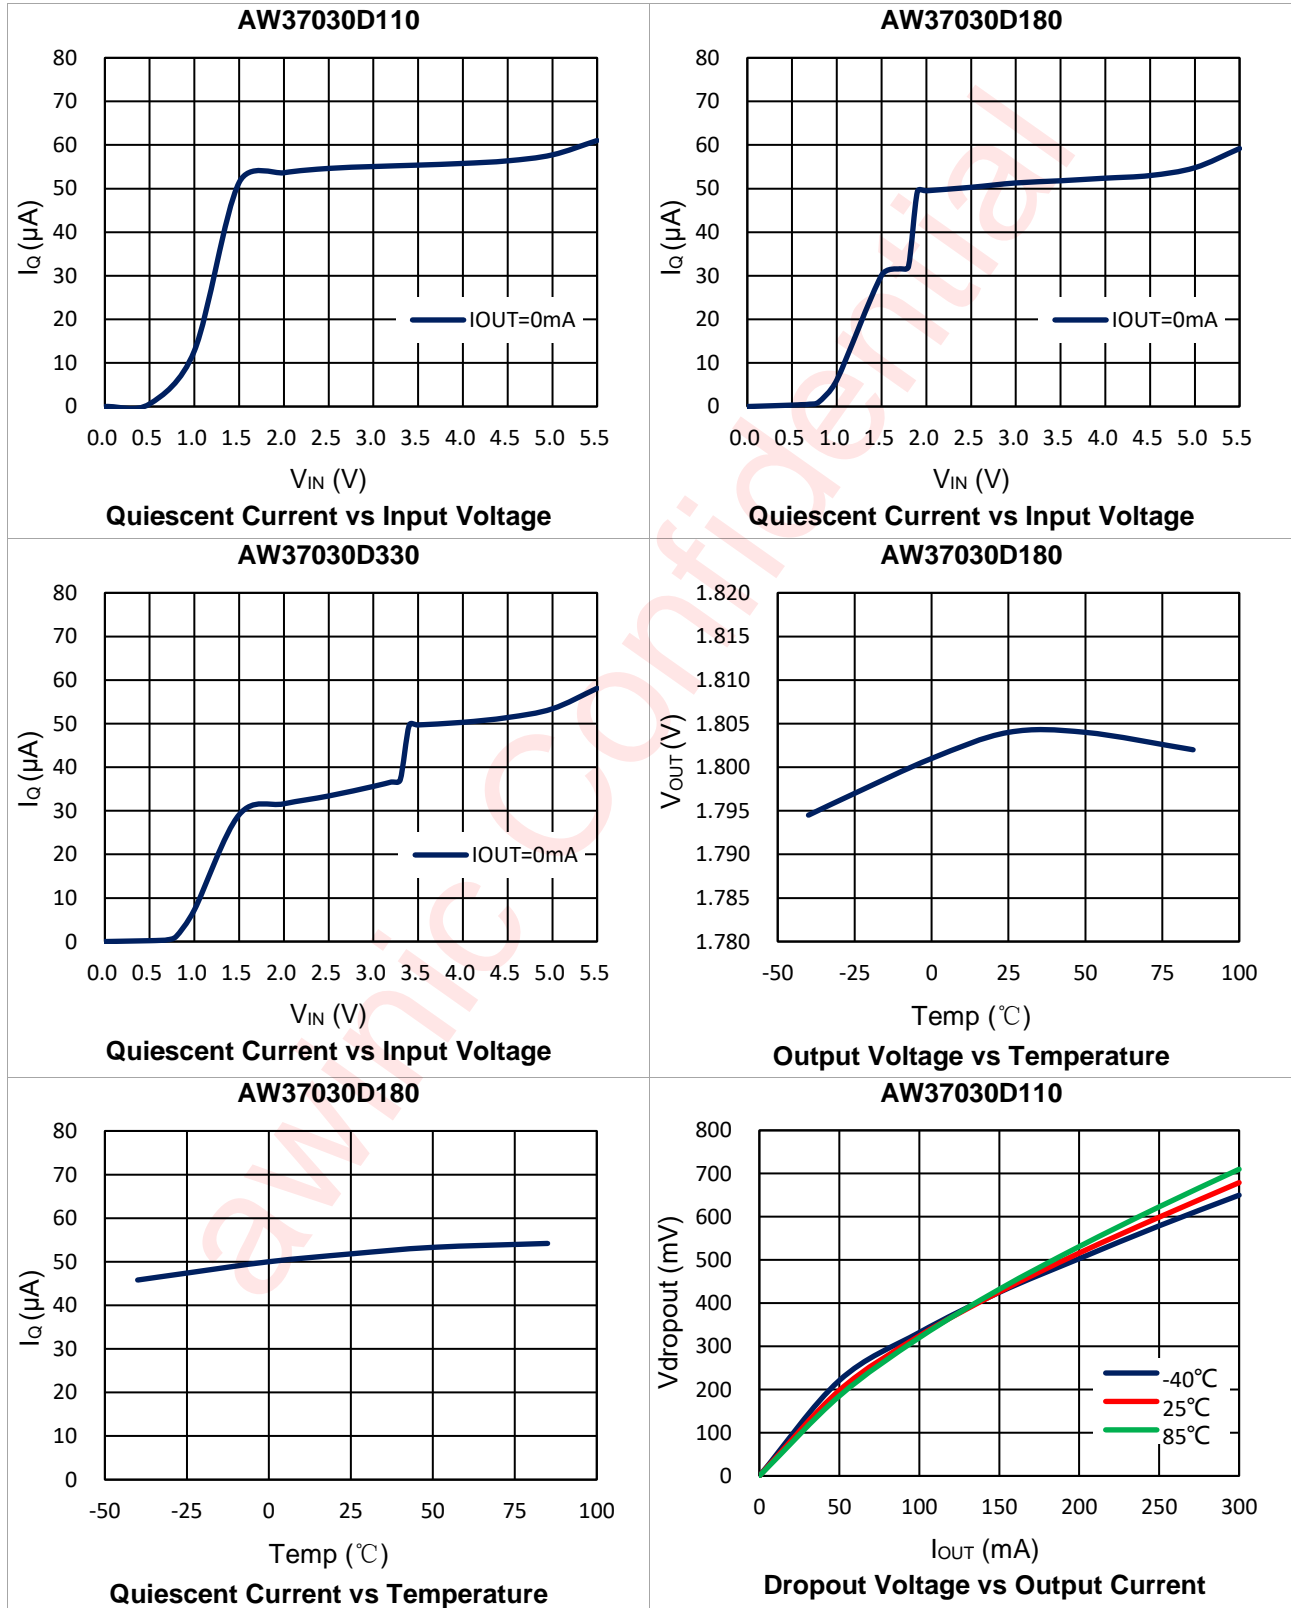 AW37030D110
80
70
60
50
40
30
20
10
0
I_Q (µA)
IOUT=0mA
0.0 0.5 1.0 1.5 2.0 2.5 3.0 3.5 4.0 4.5 5.0 5.5
V_IN (V)
Quiescent Current vs Input Voltage
AW37030D180
80
70
60
50
40
30
20
10
0
I_Q (µA)
IOUT=0mA
0.0 0.5 1.0 1.5 2.0 2.5 3.0 3.5 4.0 4.5 5.0 5.5
V_IN (V)
Quiescent Current vs Input Voltage
AW37030D330
80
70
60
50
40
30
20
10
0
I_Q (µA)
IOUT=0mA
0.0 0.5 1.0 1.5 2.0 2.5 3.0 3.5 4.0 4.5 5.0 5.5
V_IN (V)
Quiescent Current vs Input Voltage
AW37030D180
1.820
1.815
1.810
1.805
1.800
1.795
1.790
1.785
1.780
V_OUT (V)
-50 -25 0 25 50 75 100
Temp (℃)
Output Voltage vs Temperature
AW37030D180
80
70
60
50
40
30
20
10
0
I_Q (µA)
-50 -25 0 25 50 75 100
Temp (℃)
Quiescent Current vs Temperature
AW37030D110
800
700
600
500
400
300
200
100
0
Vdropout (mV)
-40℃
25℃
85℃
0 50 100 150 200 250 300
I_OUT (mA)
Dropout Voltage vs Output Current
awinic Confidential